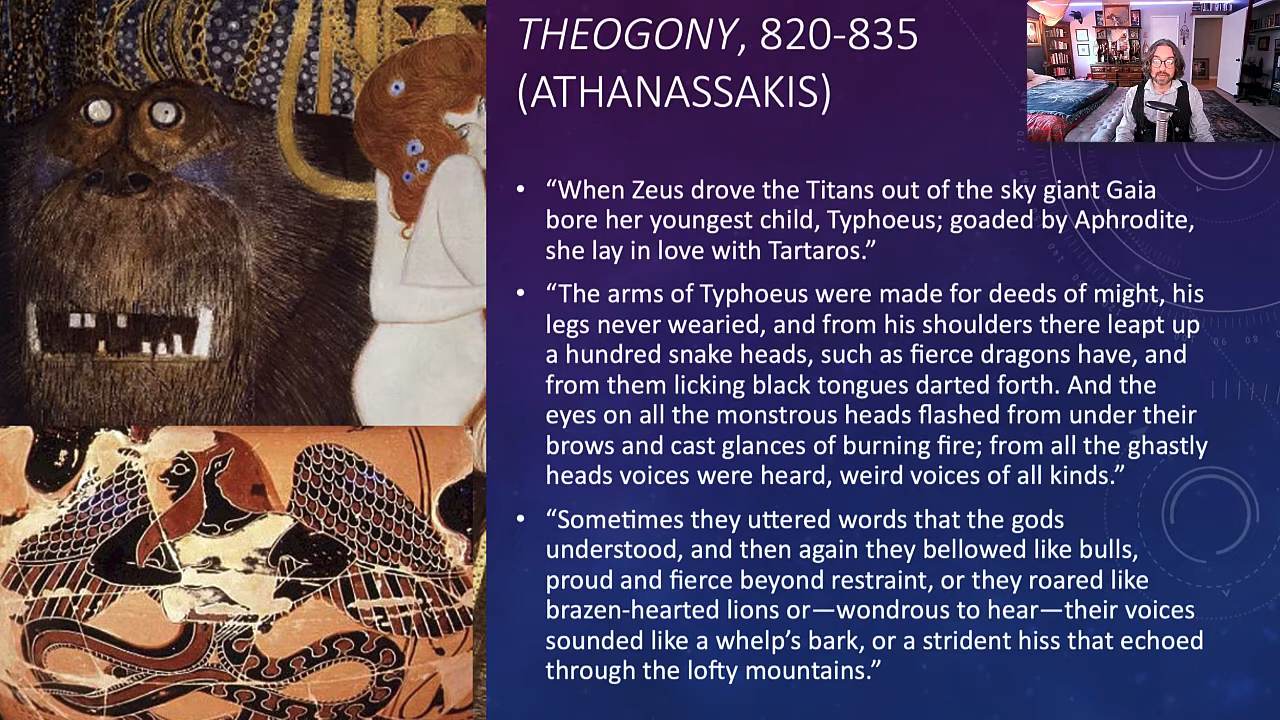 THEOGONY, 820-835
(ATHANASSAKIS)
• “When Zeus drove the Titans out of the sky giant Gaia
bore her youngest child, Typhoeus; goaded by Aphrodite,
she lay in love with Tartaros.”
• “The arms of Typhoeus were made for deeds of might, his
legs never wearied, and from his shoulders there leapt up
a hundred snake heads, such as fierce dragons have, and
from them licking black tongues darted forth. And the
eyes on all the monstrous heads flashed from under their
brows and cast glances of burning fire; from all the ghastly
heads voices were heard, weird voices of all kinds.”
• “Sometimes they uttered words that the gods
understood, and then again they bellowed like bulls,
proud and fierce beyond restraint, or they roared like
brazen-hearted lions or—wondrous to hear—their voices
sounded like a whelp’s bark, or a strident hiss that echoed
through the lofty mountains.”